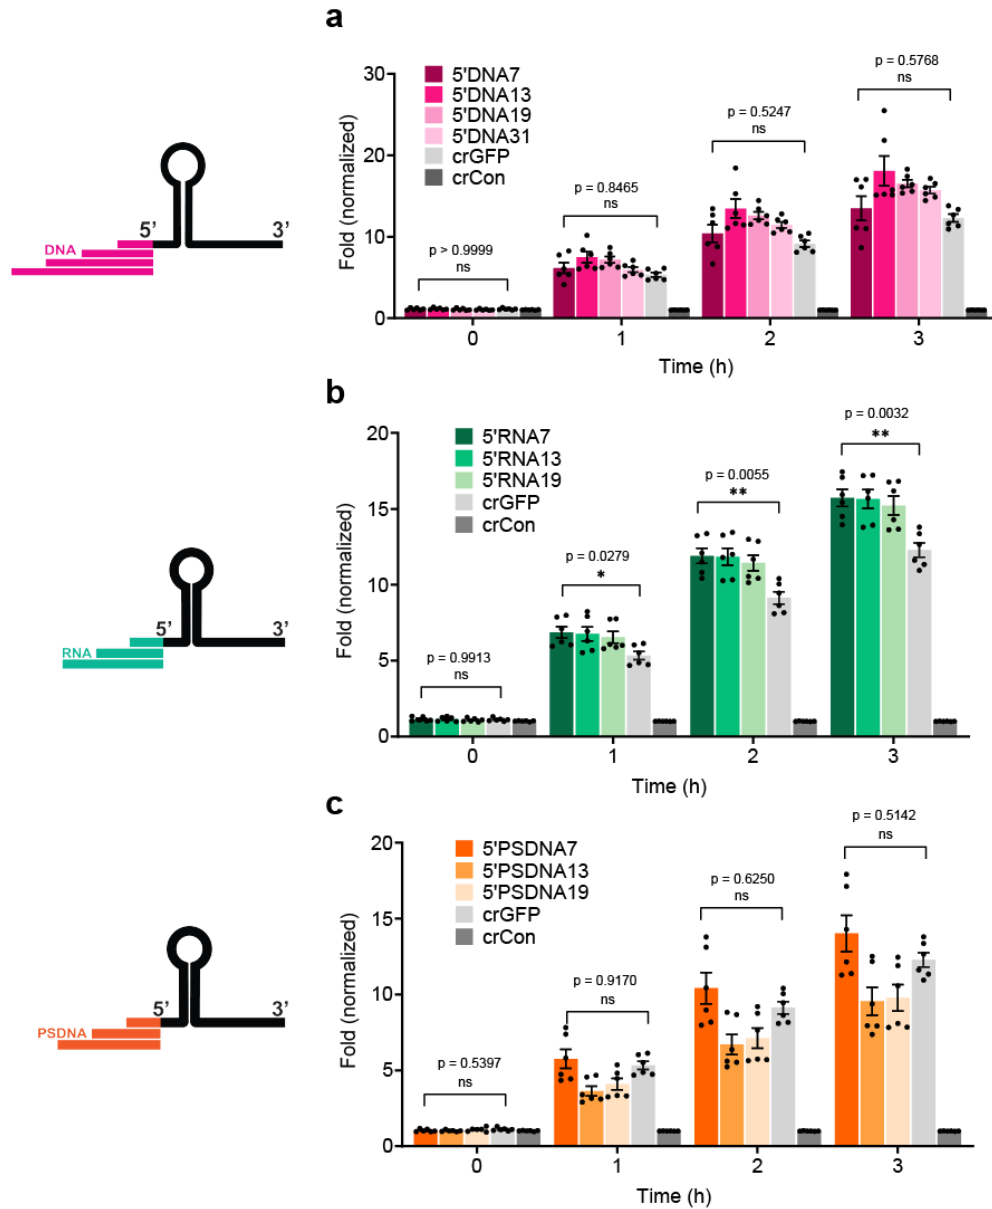 a
5'DNA7
5'DNA13
5'DNA19
5'DNA31
crGFP
crCon
p > 0.9999
ns
p = 0.8465
ns
p = 0.5247
ns
p = 0.5768
ns
30
20
10
0
Fold (normalized)
0 1 2 3
Time (h)
5’ 3’
DNA
b
5'RNA7
5'RNA13
5'RNA19
crGFP
crCon
p = 0.9913
ns
p = 0.0279
*
p = 0.0055
**
p = 0.0032
**
20
15
10
5
0
Fold (normalized)
0 1 2 3
Time (h)
5’ 3’
RNA
c
5'PSDNA7
5'PSDNA13
5'PSDNA19
crGFP
crCon
p = 0.5397
ns
p = 0.9170
ns
p = 0.6250
ns
p = 0.5142
ns
20
15
10
5
0
Fold (normalized)
0 1 2 3
Time (h)
5’ 3’
PSDNA